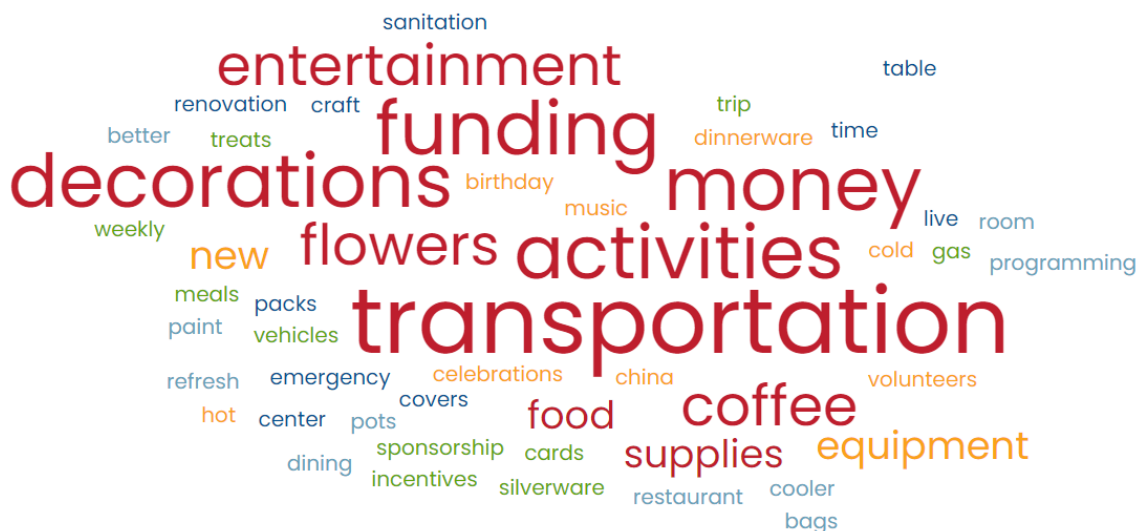 sanitation
entertainment
table
renovation craft funding trip
better treats dinnerware time
decorations birthday money
music
weekly new flowers activities live room
cold gas programming
meals packs transportation
paint vehicles
refresh emergency celebrations china volunteers
hot center covers food coffee
pots
dining sponsorship cards supplies equipment
incentives silverware restaurant cooler
bags